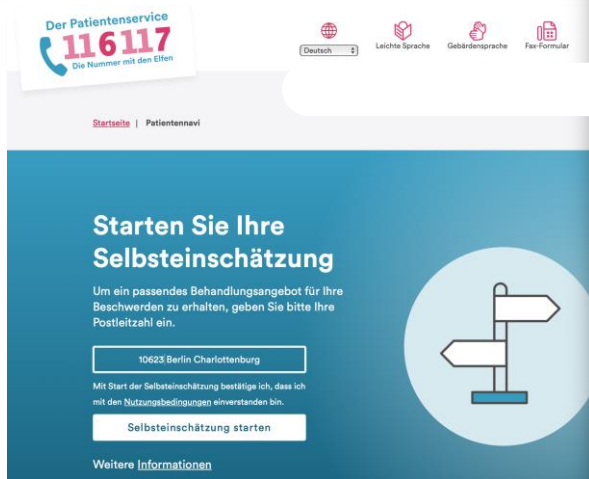 Der Patientenservice
116117
Die Nummer mit den Elfen
Deutsch
Leichte Sprache
Gebärdensprache
Fax-Formular
Startseite | Patientennavi
Starten Sie Ihre
Selbsteinschätzung
Um ein passendes Behandlungsangebot für Ihre
Beschwerden zu erhalten, geben Sie bitte Ihre
Postleitzahl ein.
10623 Berlin Charlottenburg
Mit Start der Selbsteinschätzung bestätige ich, dass ich
mit den Nutzungsbedingungen einverstanden bin.
Selbsteinschätzung starten
Weitere Informationen